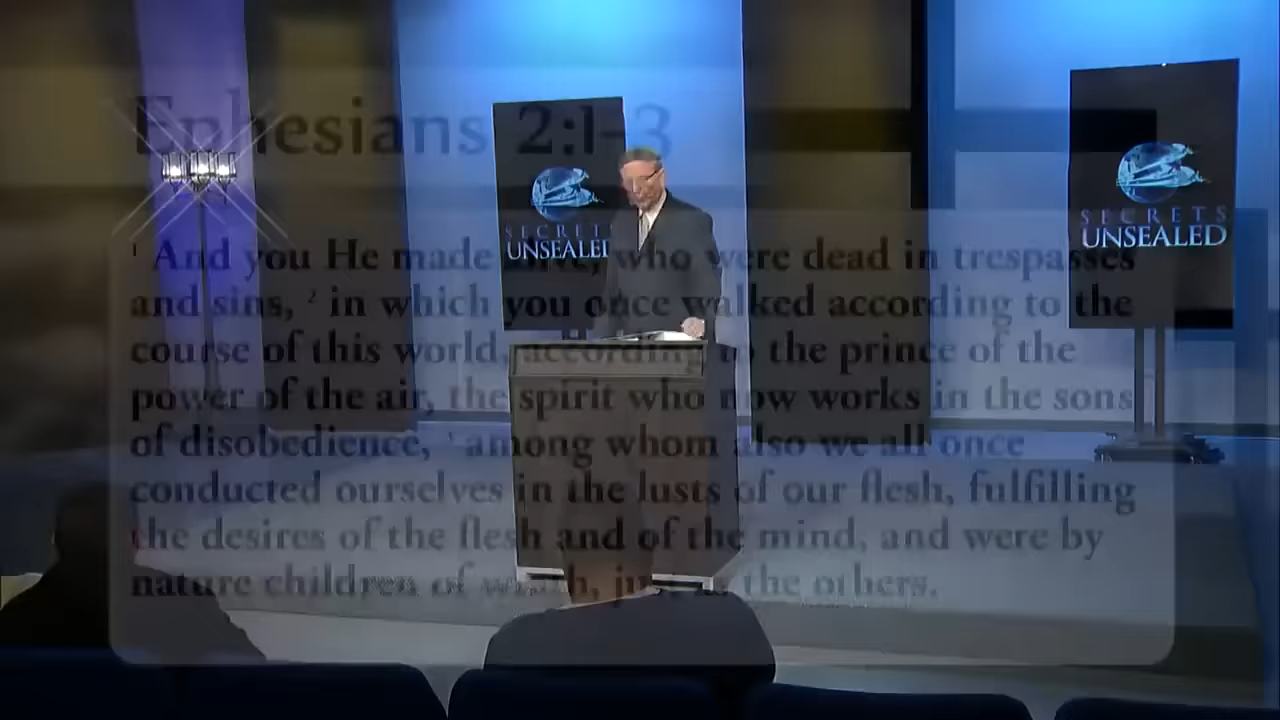 Ephesians 2:1-3
SECRETS
UNSEALED
SECRETS
UNSEALED
1 And you He made alive, who were dead in trespasses
and sins, 2 in which you once walked according to the
course of this world, according to the prince of the
power of the air, the spirit who now works in the sons
of disobedience, 3 among whom also we all once
conducted ourselves in the lusts of our flesh, fulfilling
the desires of the flesh and of the mind, and were by
nature children of wrath, just as the others.